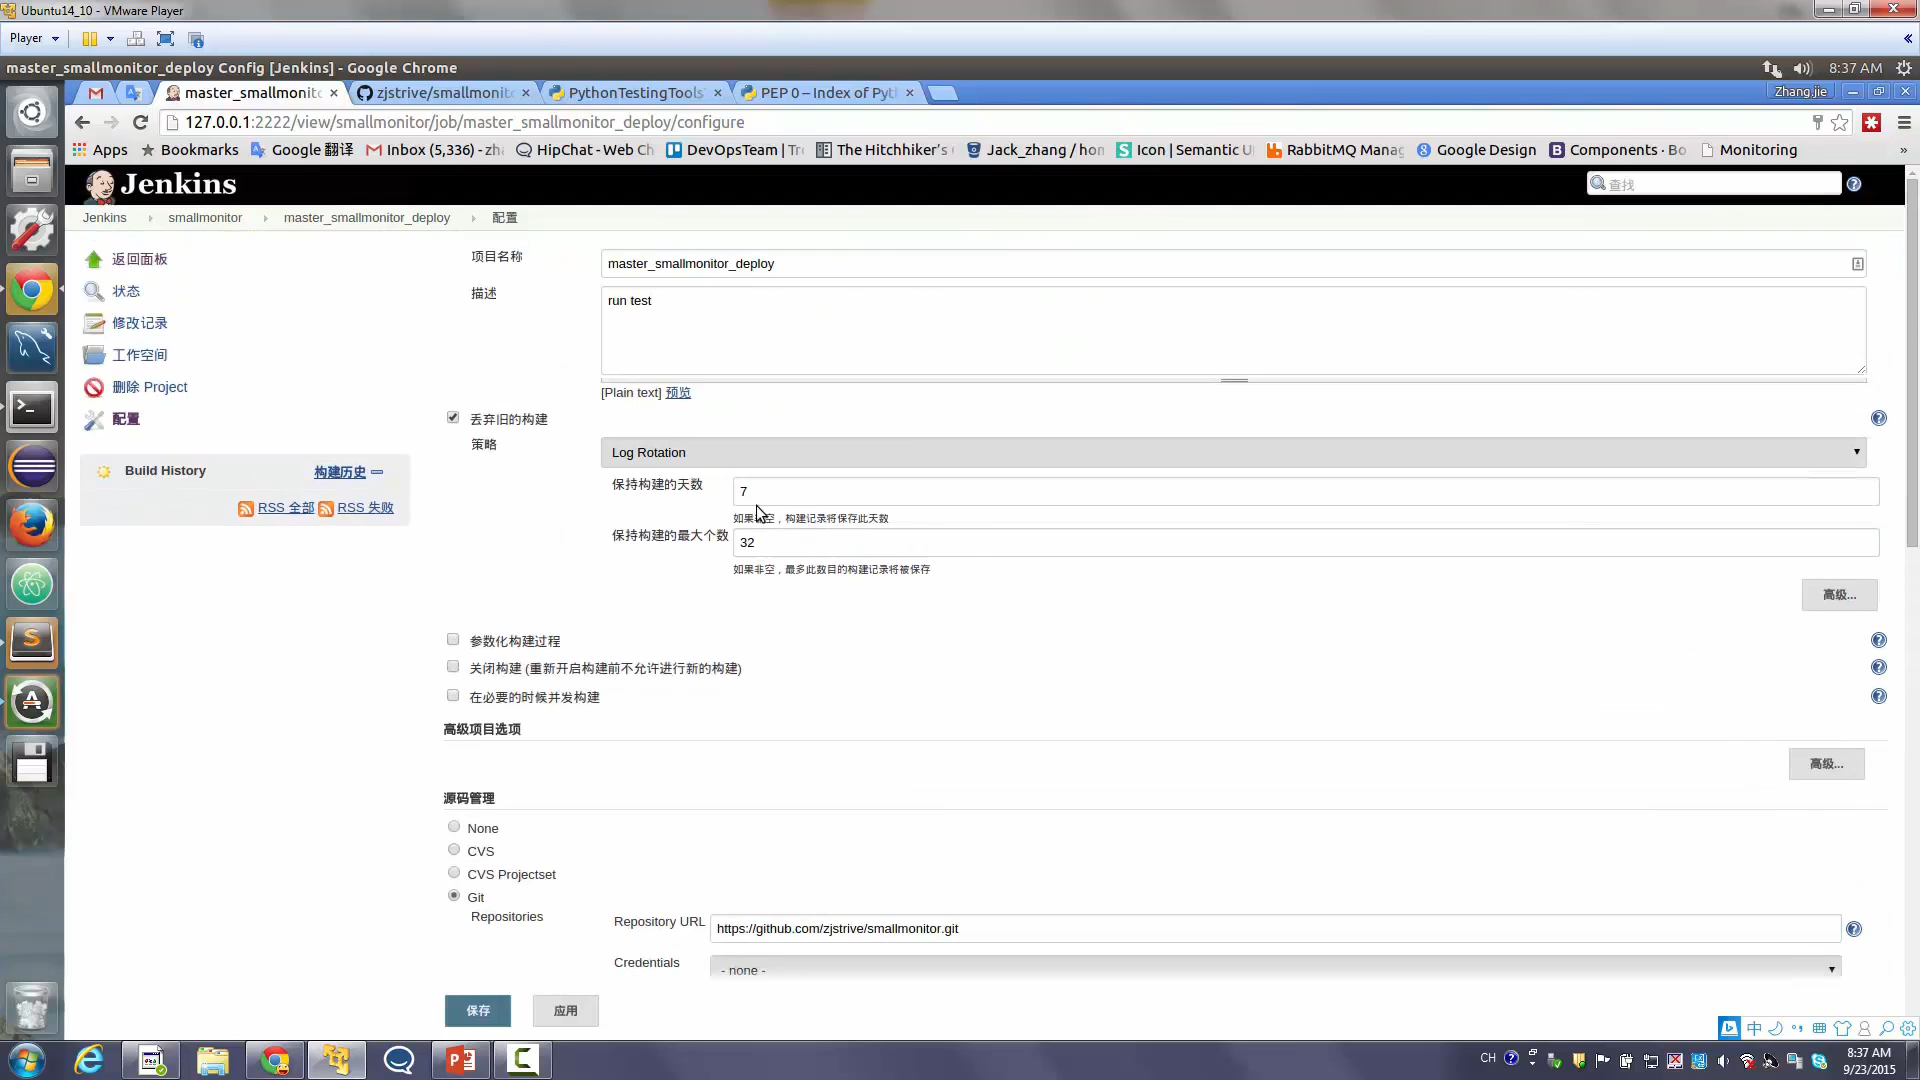 Ubuntu14_10 - VMware Player
Player
master_smallmonitor_deploy Config [Jenkins] - Google Chrome
8:37 AM
master_smallmonito
zjstrive/smallmonito
PythonTestingTools
PEP 0 – Index of Pyt
Zhang.jie
127.0.0.1:2222/view/smallmonitor/job/master_smallmonitor_deploy/configure
Apps
Bookmarks
Google 翻译
Inbox (5,336) - zha
HipChat - Web Ch
DevOpsTeam | Tr
The Hitchhiker's
Jack_zhang / hom
Icon | Semantic U
RabbitMQ Manag
Google Design
Components · Bo
Monitoring
»
Jenkins
查找
Jenkins
smallmonitor
master_smallmonitor_deploy
配置
返回面板
状态
修改记录
工作空间
删除 Project
配置
Build History
构建历史
RSS 全部
RSS 失败
项目名称
master_smallmonitor_deploy
描述
run test
[Plain text] 预览
丢弃旧的构建
策略
Log Rotation
保持构建的天数
7
如果非空，构建记录将保存此天数
保持构建的最大个数
32
如果非空，最多此数目的构建记录将被保存
高级...
参数化构建过程
关闭构建 (重新开启构建前不允许进行新的构建)
在必要的时候并发构建
高级项目选项
高级...
源码管理
None
CVS
CVS Projectset
Git
Repositories
Repository URL
https://github.com/zjstrive/smallmonitor.git
Credentials
- none -
保存
应用
中
CH
8:37 AM
9/23/2015